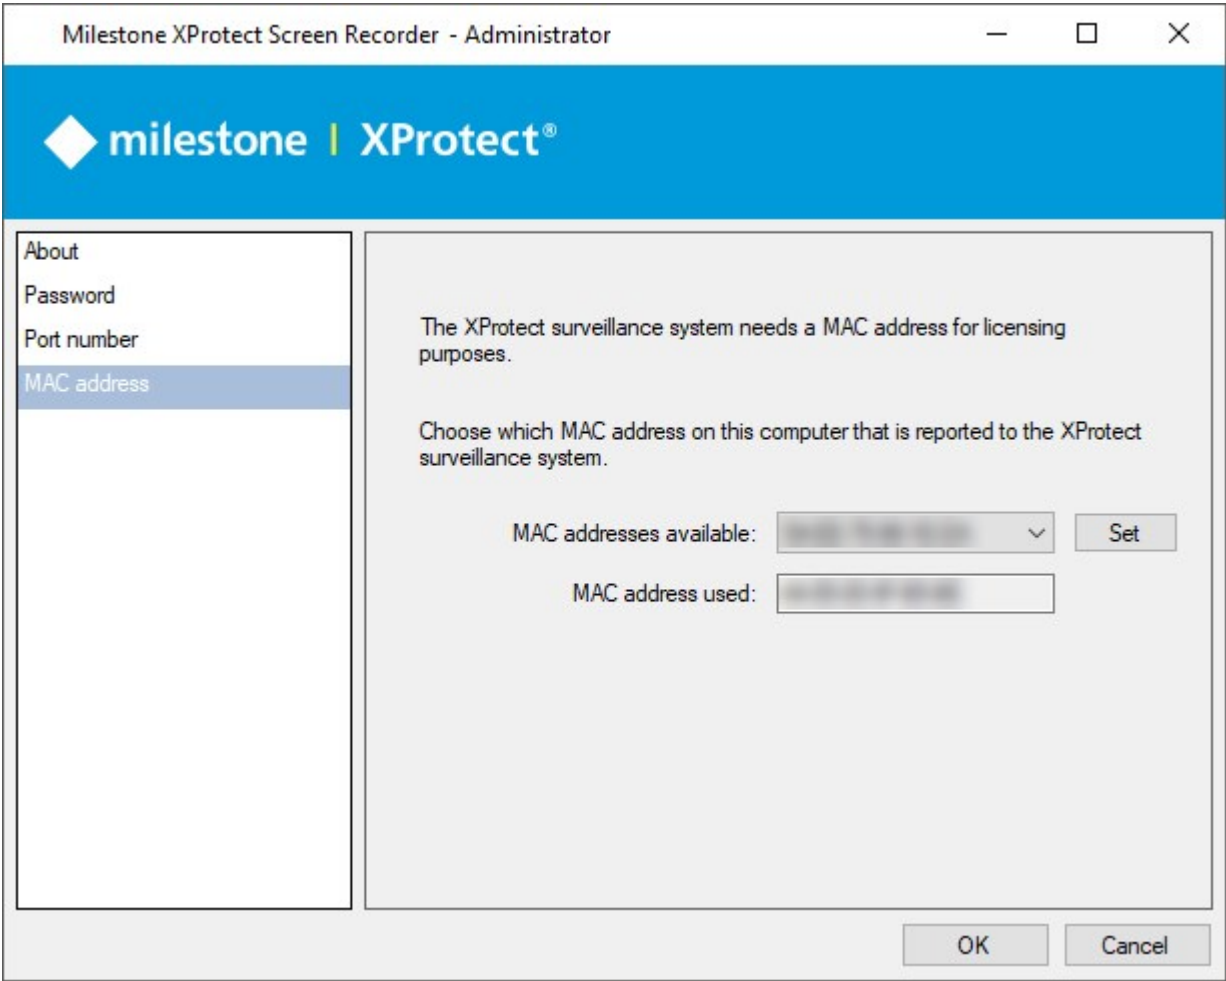 Milestone XProtect Screen Recorder - Administrator
milestone | XProtect®
About
Password
Port number
MAC address
The XProtect surveillance system needs a MAC address for licensing
purposes.
Choose which MAC address on this computer that is reported to the XProtect
surveillance system.
MAC addresses available:
Set
MAC address used:
OK
Cancel